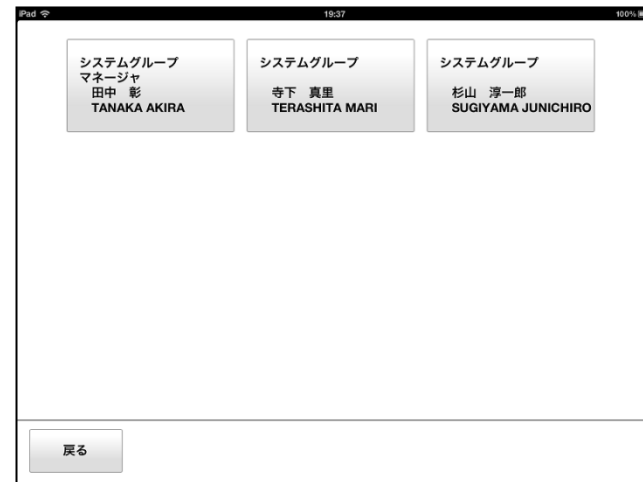 iPad 19:37 100%
システムグループ
マネージャ
田中　彰
TANAKA AKIRA
システムグループ
寺下　真里
TERASHITA MARI
システムグループ
杉山　淳一郎
SUGIYAMA JUNICHIRO
戻る